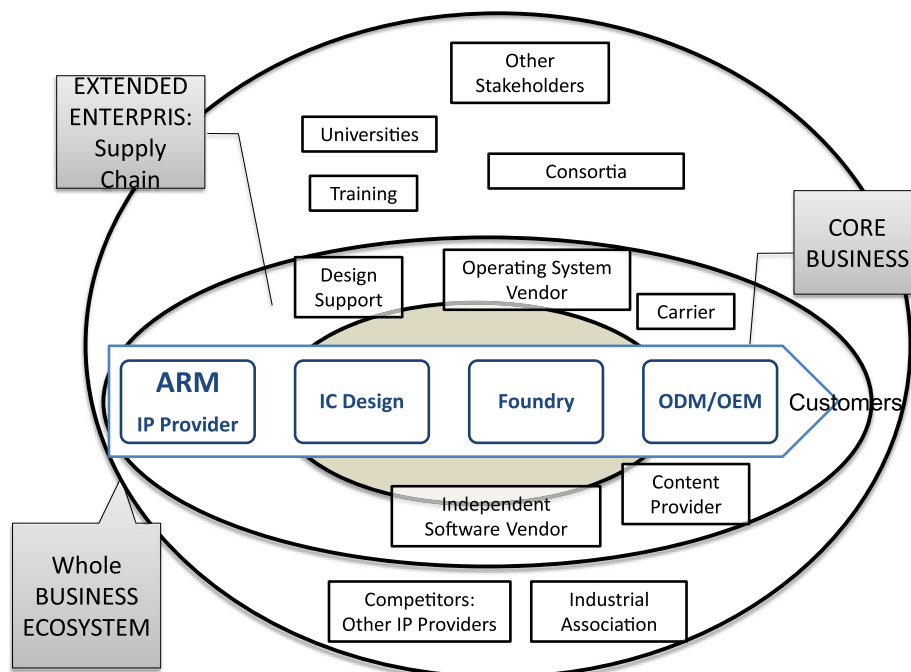 Other
Stakeholders
EXTENDED
ENTERPRIS:
Supply
Chain
Universities
Consortia
Training
CORE
BUSINESS
Design
Support
Operating System
Vendor
Carrier
ARM
IP Provider
IC Design
Foundry
ODM/OEM
Customers
Content
Provider
Independent
Software Vendor
Whole
BUSINESS
ECOSYSTEM
Competitors:
Other IP Providers
Industrial
Association